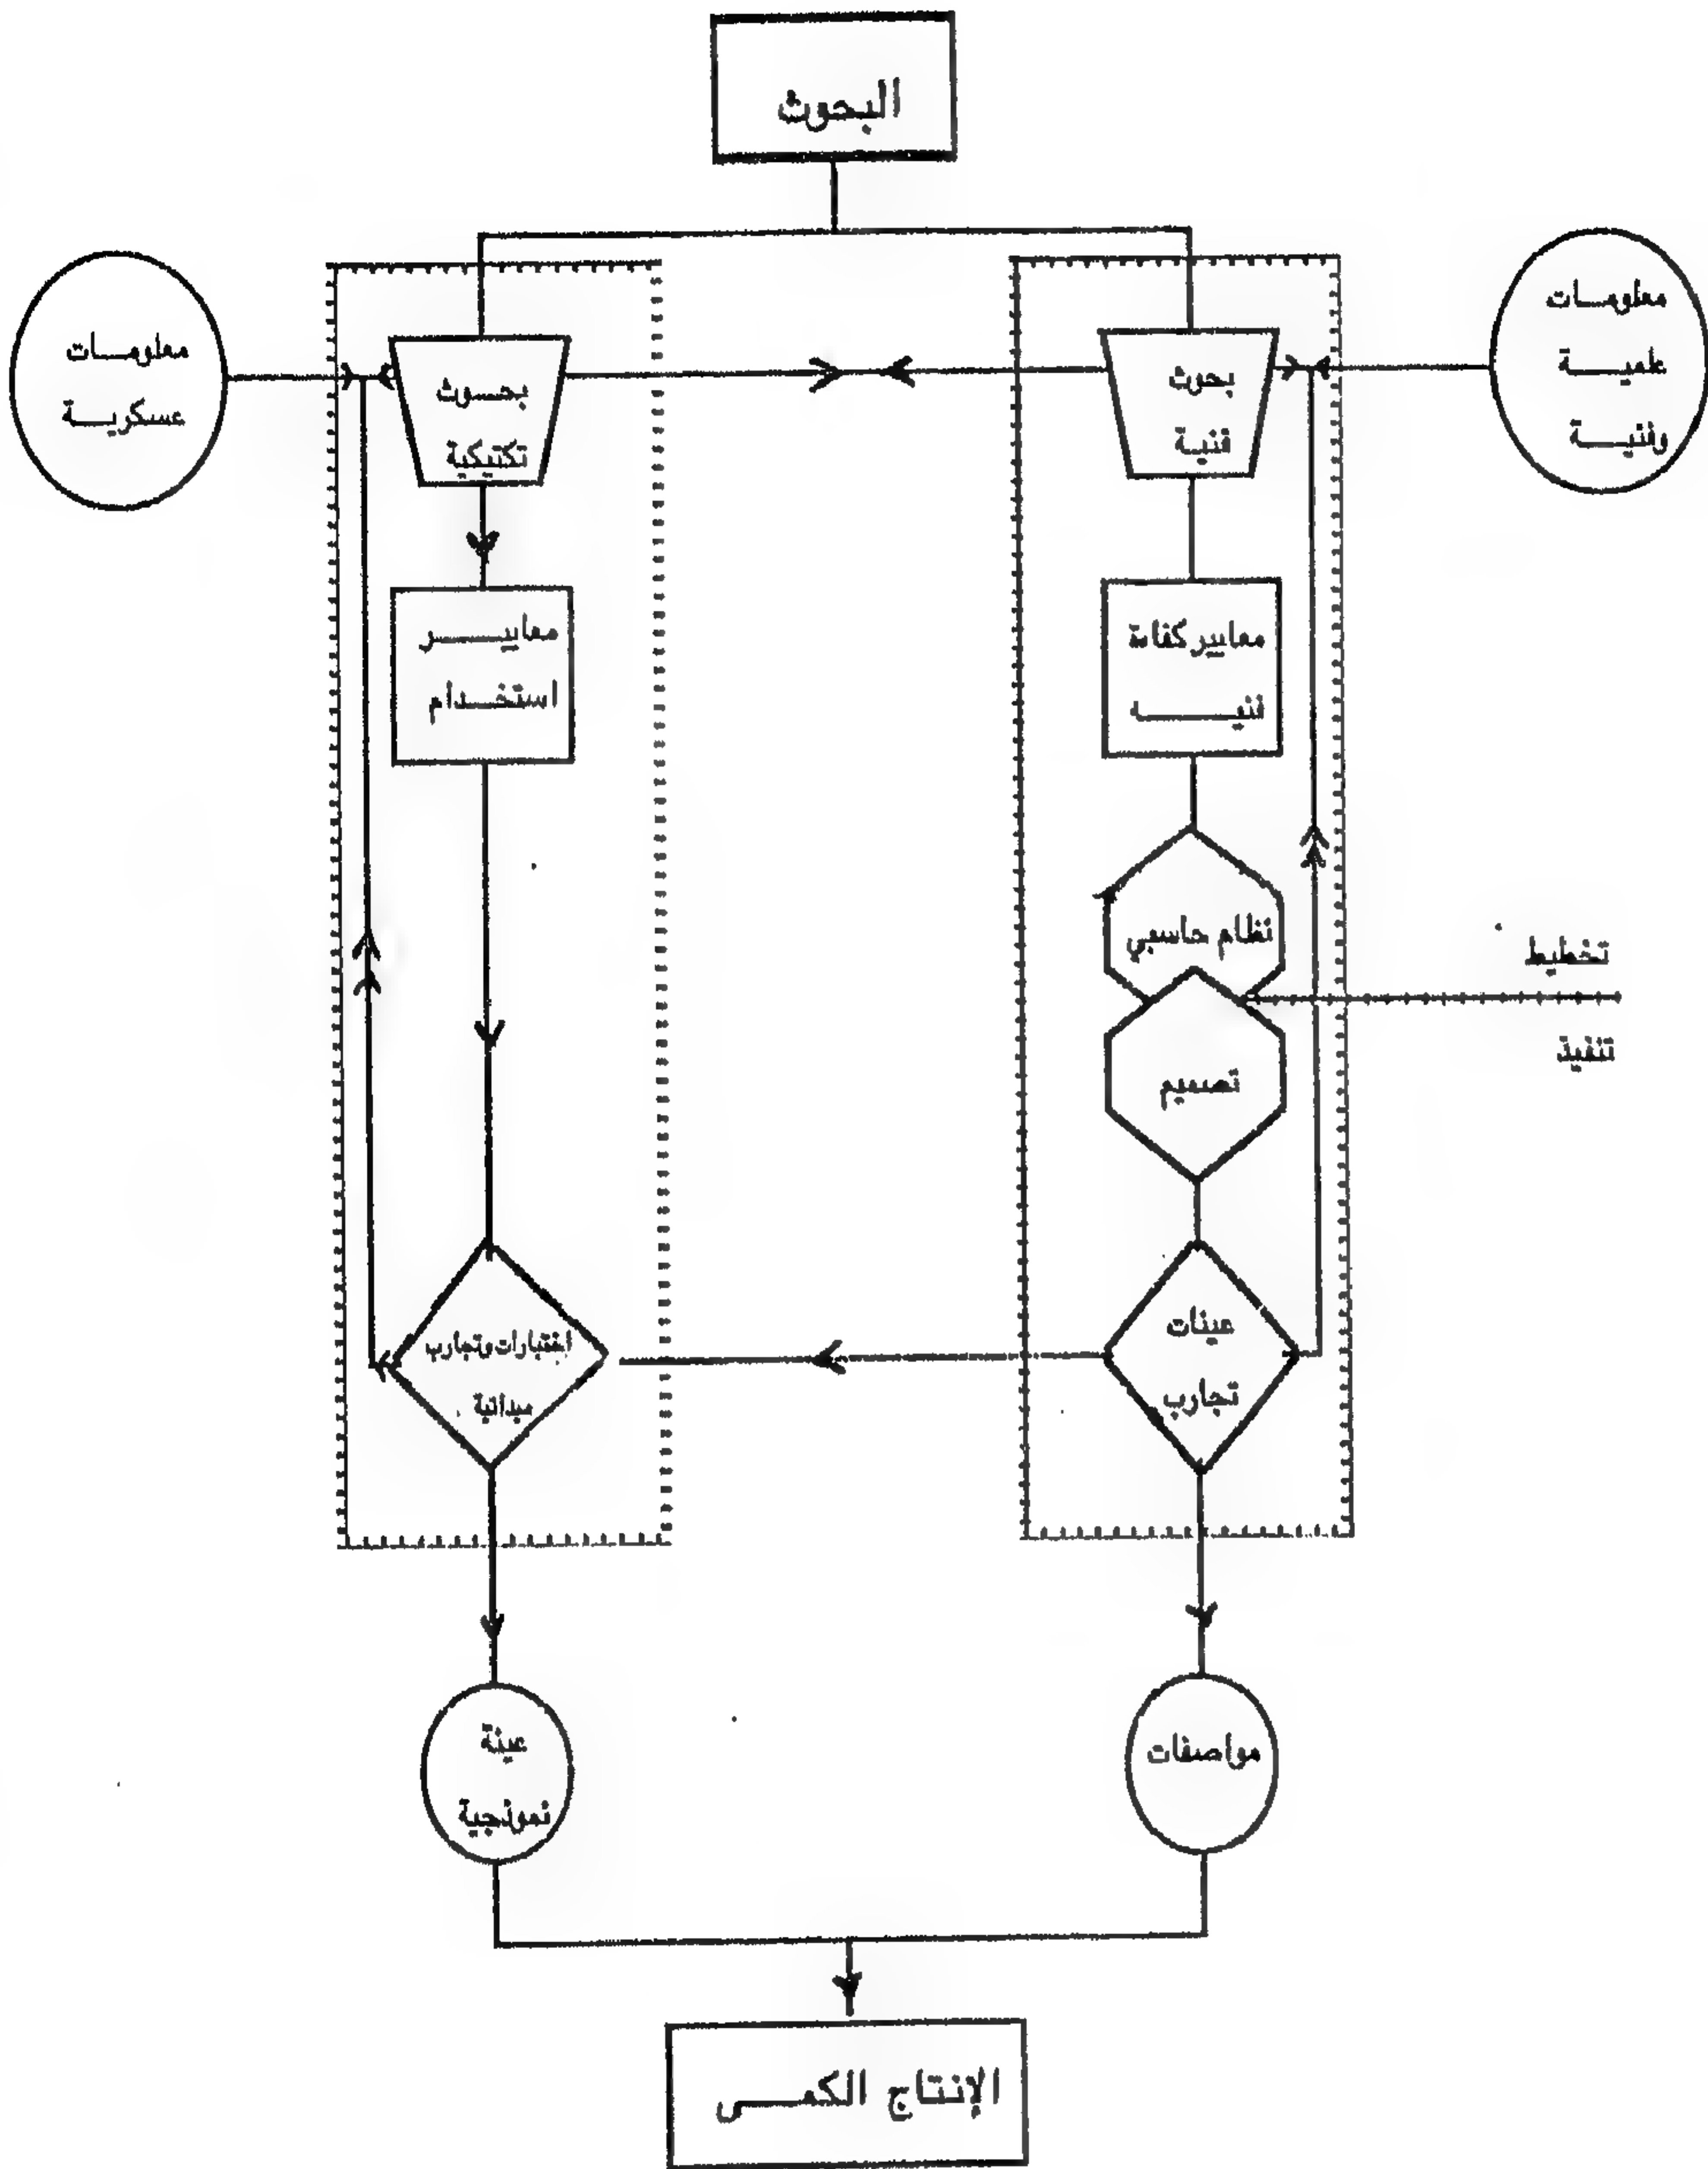 البحوث
معلومات
علمية
وفنية
بحوث
فنية
بحوث
تكتيكية
معلومات
عسكرية
معايير كفاءة
فنيه
معايير
استخدام
نظام حاسبي
تخطيط
تنفيذ
تصميم
عينات
تجارب
اختبارات وتجارب
ميدانية
مواصفات
عينة
نموذجية
الإنتاج الكمى